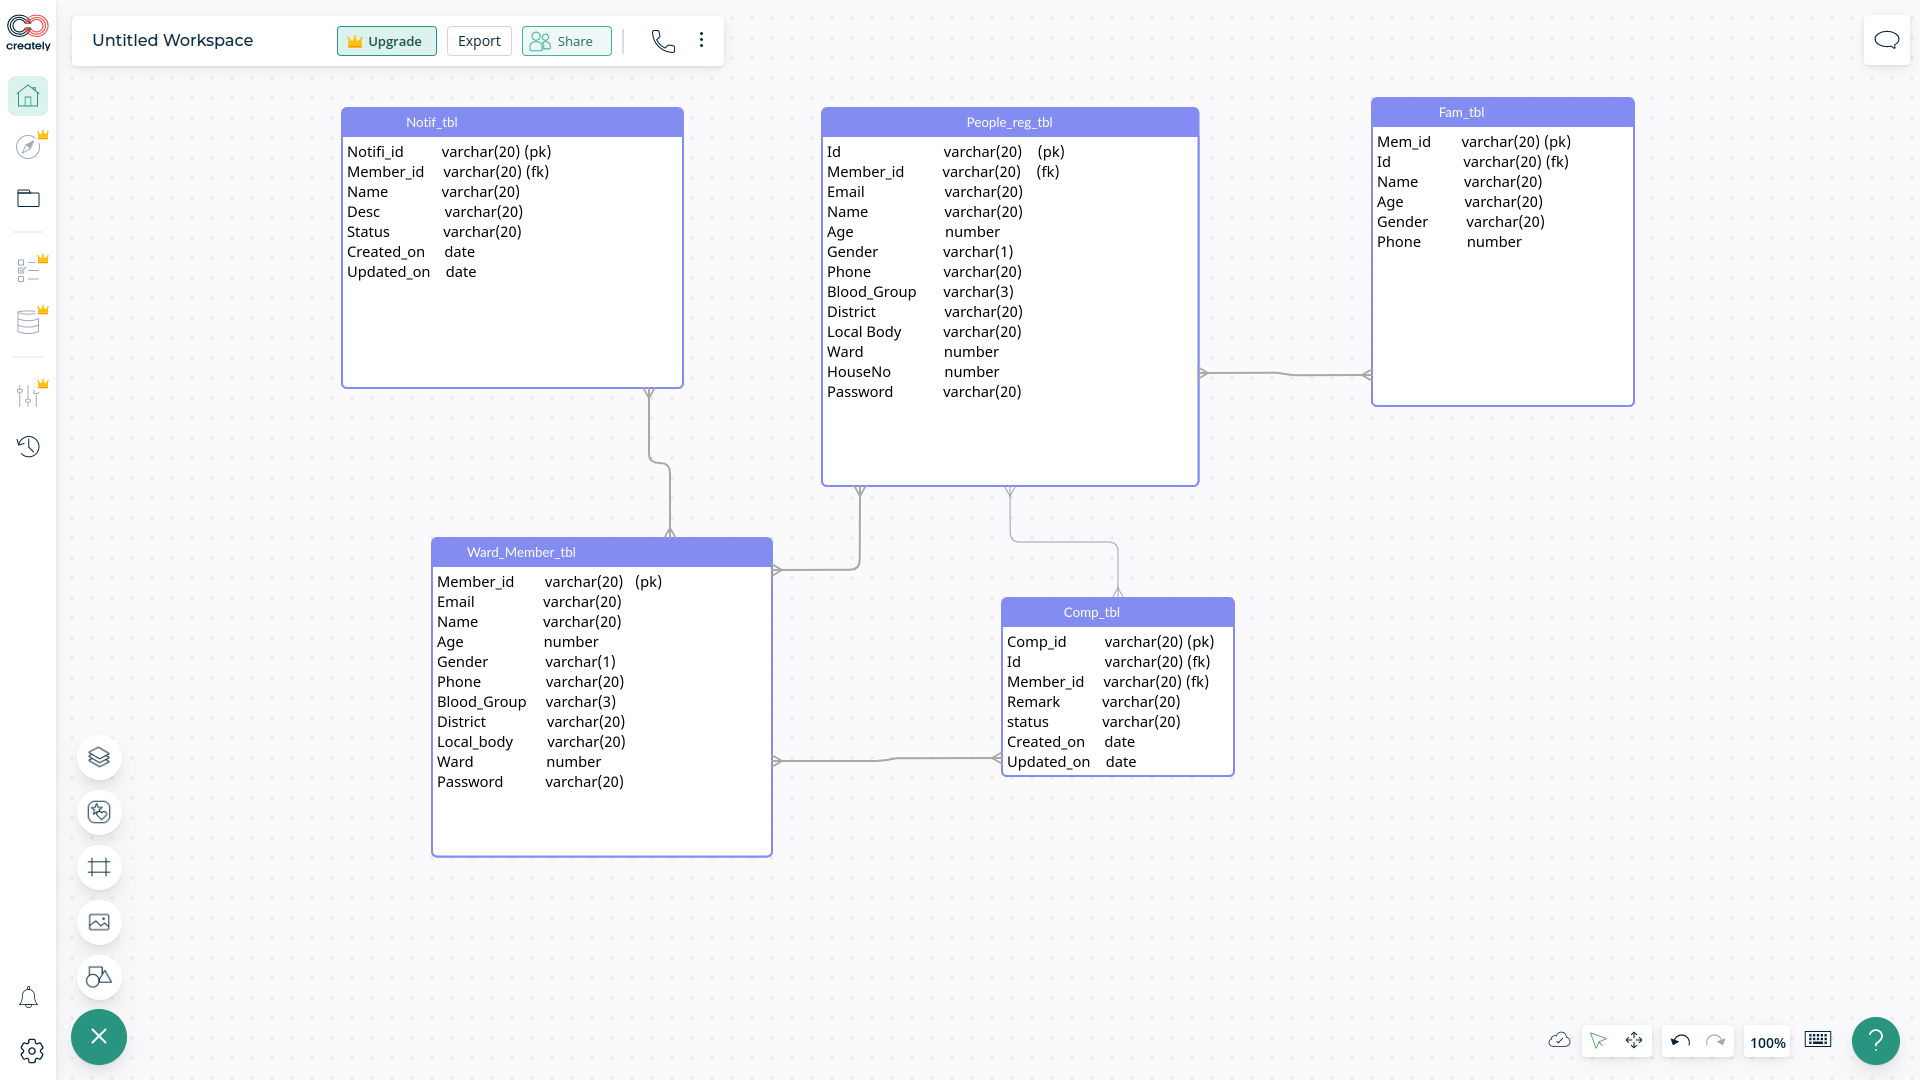 creately
Untitled Workspace
Upgrade
Export
Share
Notif_tbl
Notifi_id varchar(20) (pk)
Member_id varchar(20) (fk)
Name varchar(20)
Desc varchar(20)
Status varchar(20)
Created_on date
Updated_on date
People_reg_tbl
Id varchar(20) (pk)
Member_id varchar(20) (fk)
Email varchar(20)
Name varchar(20)
Age number
Gender varchar(1)
Phone varchar(20)
Blood_Group varchar(3)
District varchar(20)
Local Body varchar(20)
Ward number
HouseNo number
Password varchar(20)
Fam_tbl
Mem_id varchar(20) (pk)
Id varchar(20) (fk)
Name varchar(20)
Age varchar(20)
Gender varchar(20)
Phone number
Ward_Member_tbl
Member_id varchar(20) (pk)
Email varchar(20)
Name varchar(20)
Age number
Gender varchar(1)
Phone varchar(20)
Blood_Group varchar(3)
District varchar(20)
Local_body varchar(20)
Ward number
Password varchar(20)
Comp_tbl
Comp_id varchar(20) (pk)
Id varchar(20) (fk)
Member_id varchar(20) (fk)
Remark varchar(20)
status varchar(20)
Created_on date
Updated_on date
100%
?